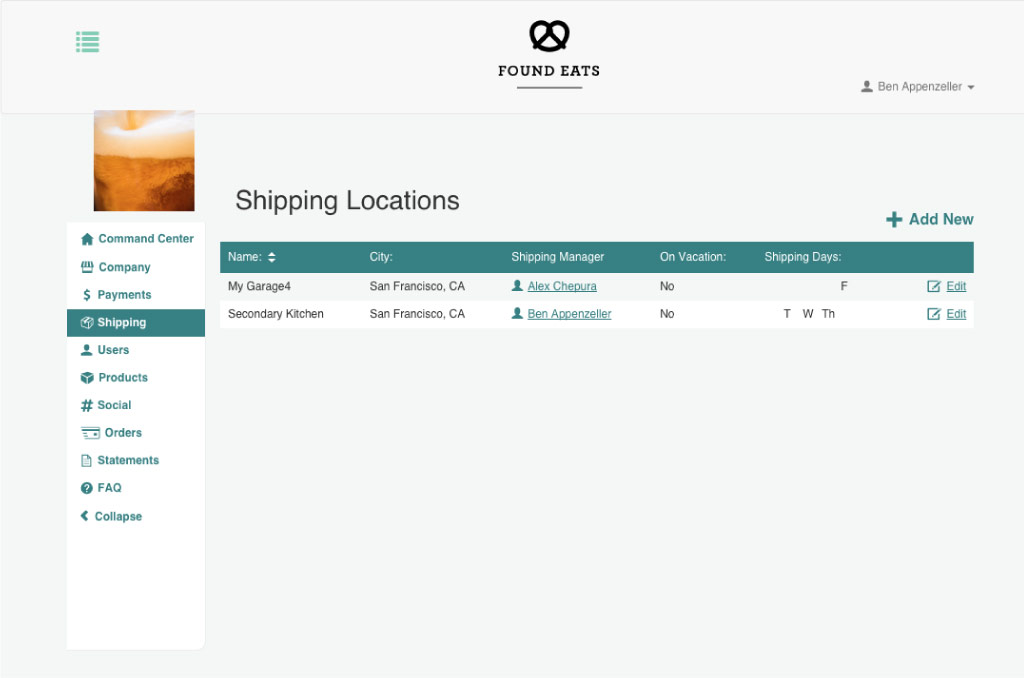 FOUND EATS
Ben Appenzeller
Shipping Locations
Add New
Command Center
Company
Payments
Shipping
Users
Products
Social
Orders
Statements
FAQ
Collapse
Name: City: Shipping Manager On Vacation: Shipping Days:
My Garage4 San Francisco, CA Alex Chepura No F Edit
Secondary Kitchen San Francisco, CA Ben Appenzeller No T W Th Edit